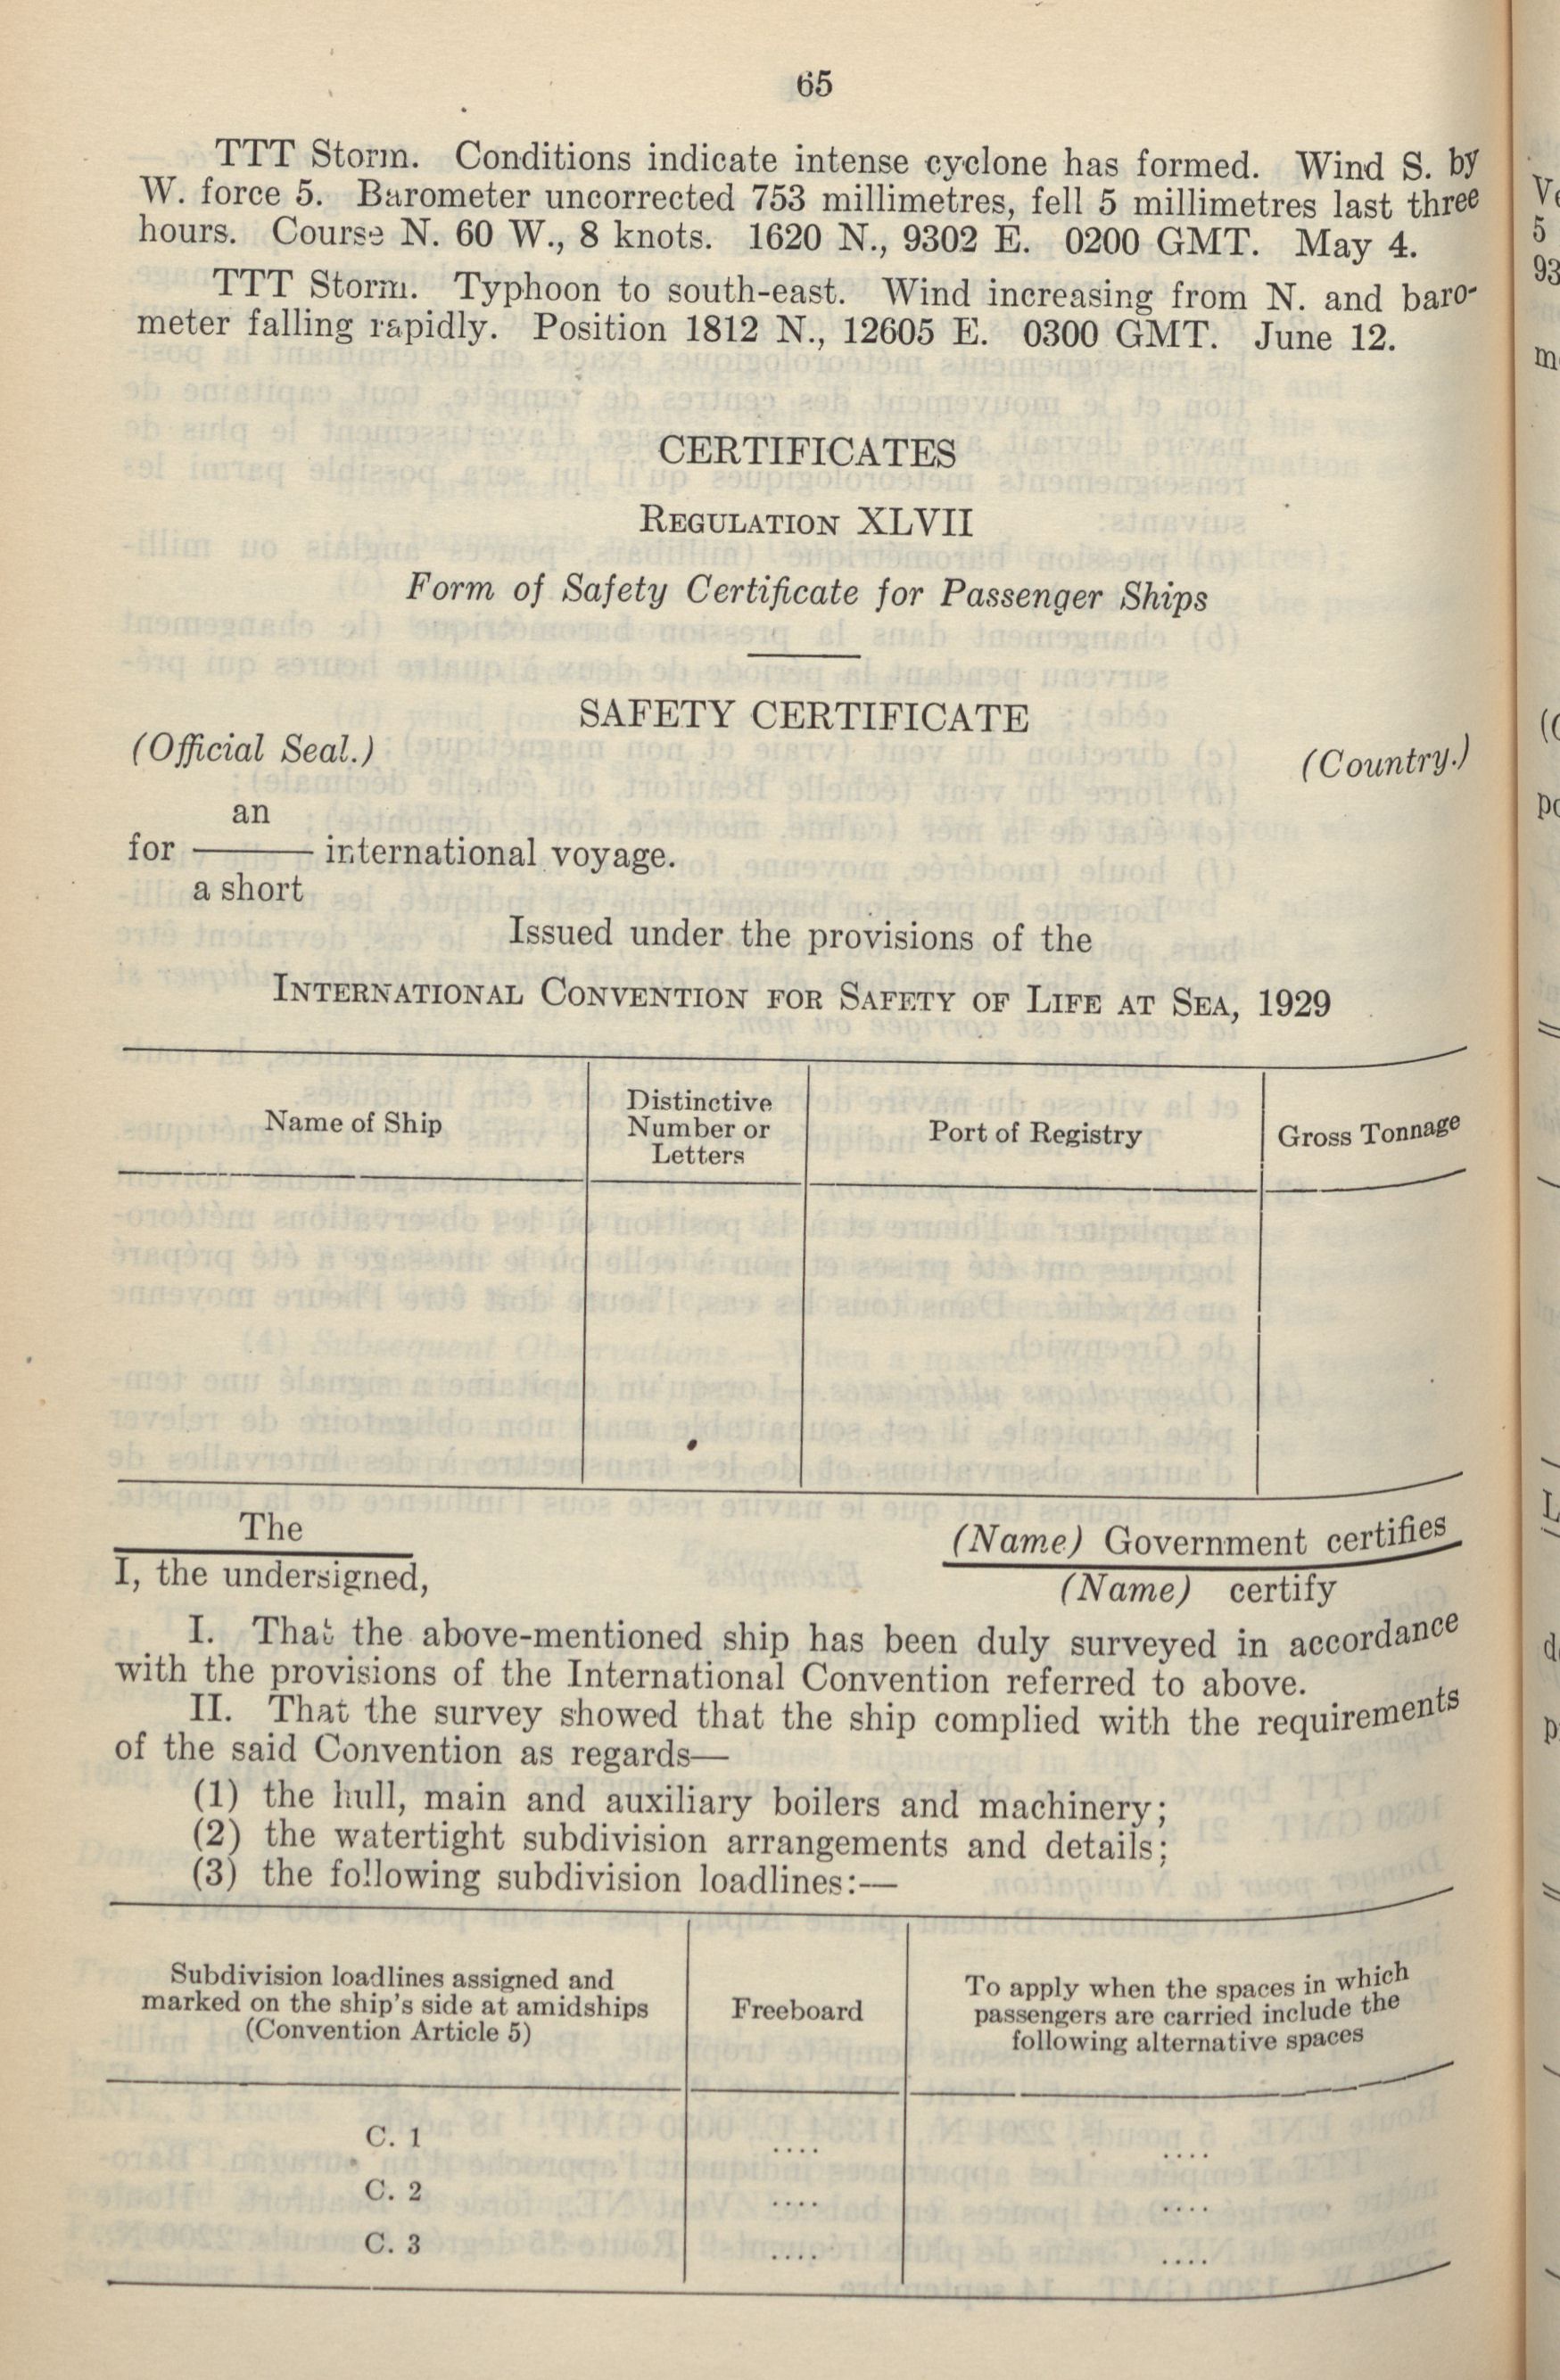 65
TTT Storm. Conditions indicate intense cyclone has formed. Wind S. by
W. force 5. Barometer uncorrected 753 millimetres, fell 5 millimetres last three
hours. Course N. 60 W., 8 knots. 1620 N., 9302 E. 0200 GMT. May 4.
TTT Storm. Typhoon to south-east. Wind increasing from N. and baro-
meter falling rapidly. Position 1812 N., 12605 E. 0300 GMT. June 12.
CERTIFICATES
REGULATION XLVII
Form of Safety Certificate for Passenger Ships
SAFETY CERTIFICATE
(Official Seal.)
(Country.)
an
for ——— international voyage.
a short
Issued under the provisions of the
INTERNATIONAL CONVENTION FOR SAFETY OF LIFE AT SEA, 1929
Name of Ship
Distinctive
Number or
Letters
Port of Registry
Gross Tonnage
The
(Name) Government certifies
I, the undersigned,
(Name) certify
I. That the above-mentioned ship has been duly surveyed in accordance
with the provisions of the International Convention referred to above.
II. That the survey showed that the ship complied with the requirements
of the said Convention as regards—
(1) the hull, main and auxiliary boilers and machinery;
(2) the watertight subdivision arrangements and details;
(3) the following subdivision loadlines:—
Subdivision loadlines assigned and
marked on the ship's side at amidships
(Convention Article 5)
Freeboard
To apply when the spaces in which
passengers are carried include the
following alternative spaces
C. 1 .... ....
C. 2 .... ....
C. 3 .... ....